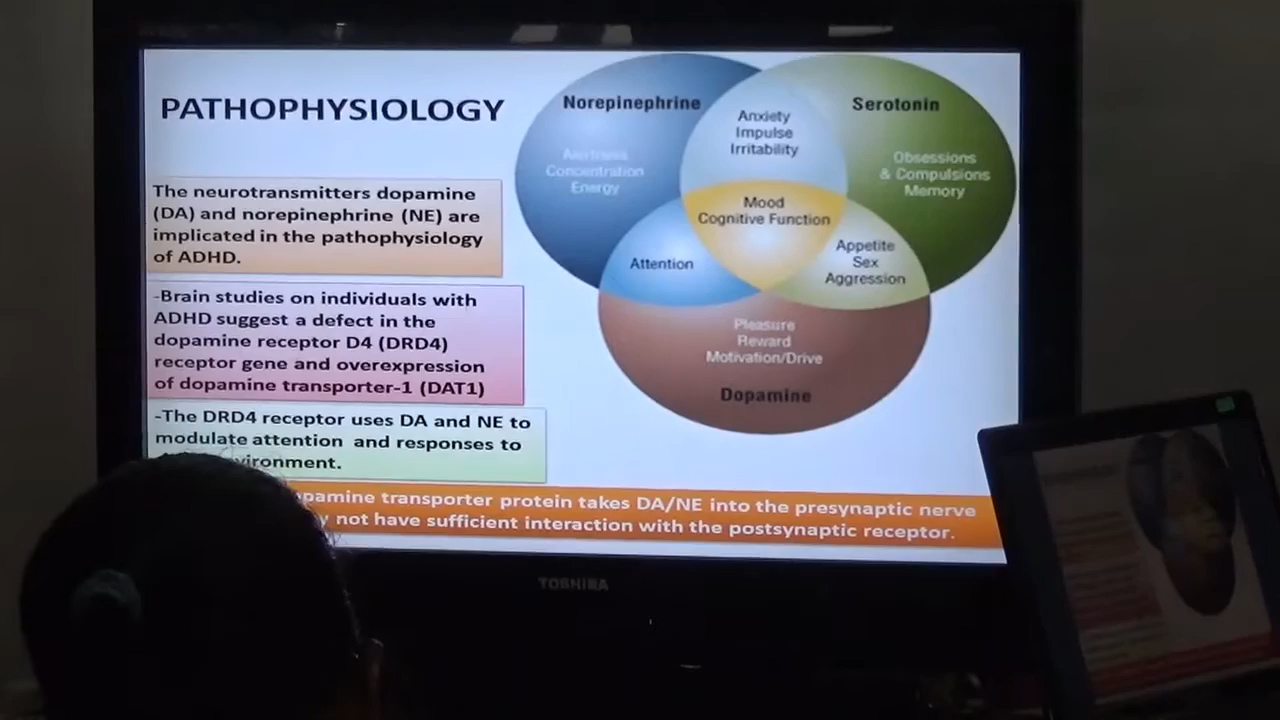 PATHOPHYSIOLOGY
The neurotransmitters dopamine
(DA) and norepinephrine (NE) are
implicated in the pathophysiology
of ADHD.
-Brain studies on individuals with
ADHD suggest a defect in the
dopamine receptor D4 (DRD4)
receptor gene and overexpression
of dopamine transporter-1 (DAT1)
-The DRD4 receptor uses DA and NE to
modulate attention and responses to
vironment.
opamine transporter protein takes DA/NE into the presynaptic nerve
y not have sufficient interaction with the postsynaptic receptor.
Norepinephrine
Alertness
Concentration
Energy
Anxiety
Impulse
Irritability
Serotonin
Obsessions
& Compulsions
Memory
Mood
Cognitive Function
Attention
Appetite
Sex
Aggression
Pleasure
Reward
Motivation/Drive
Dopamine
TOSHIBA